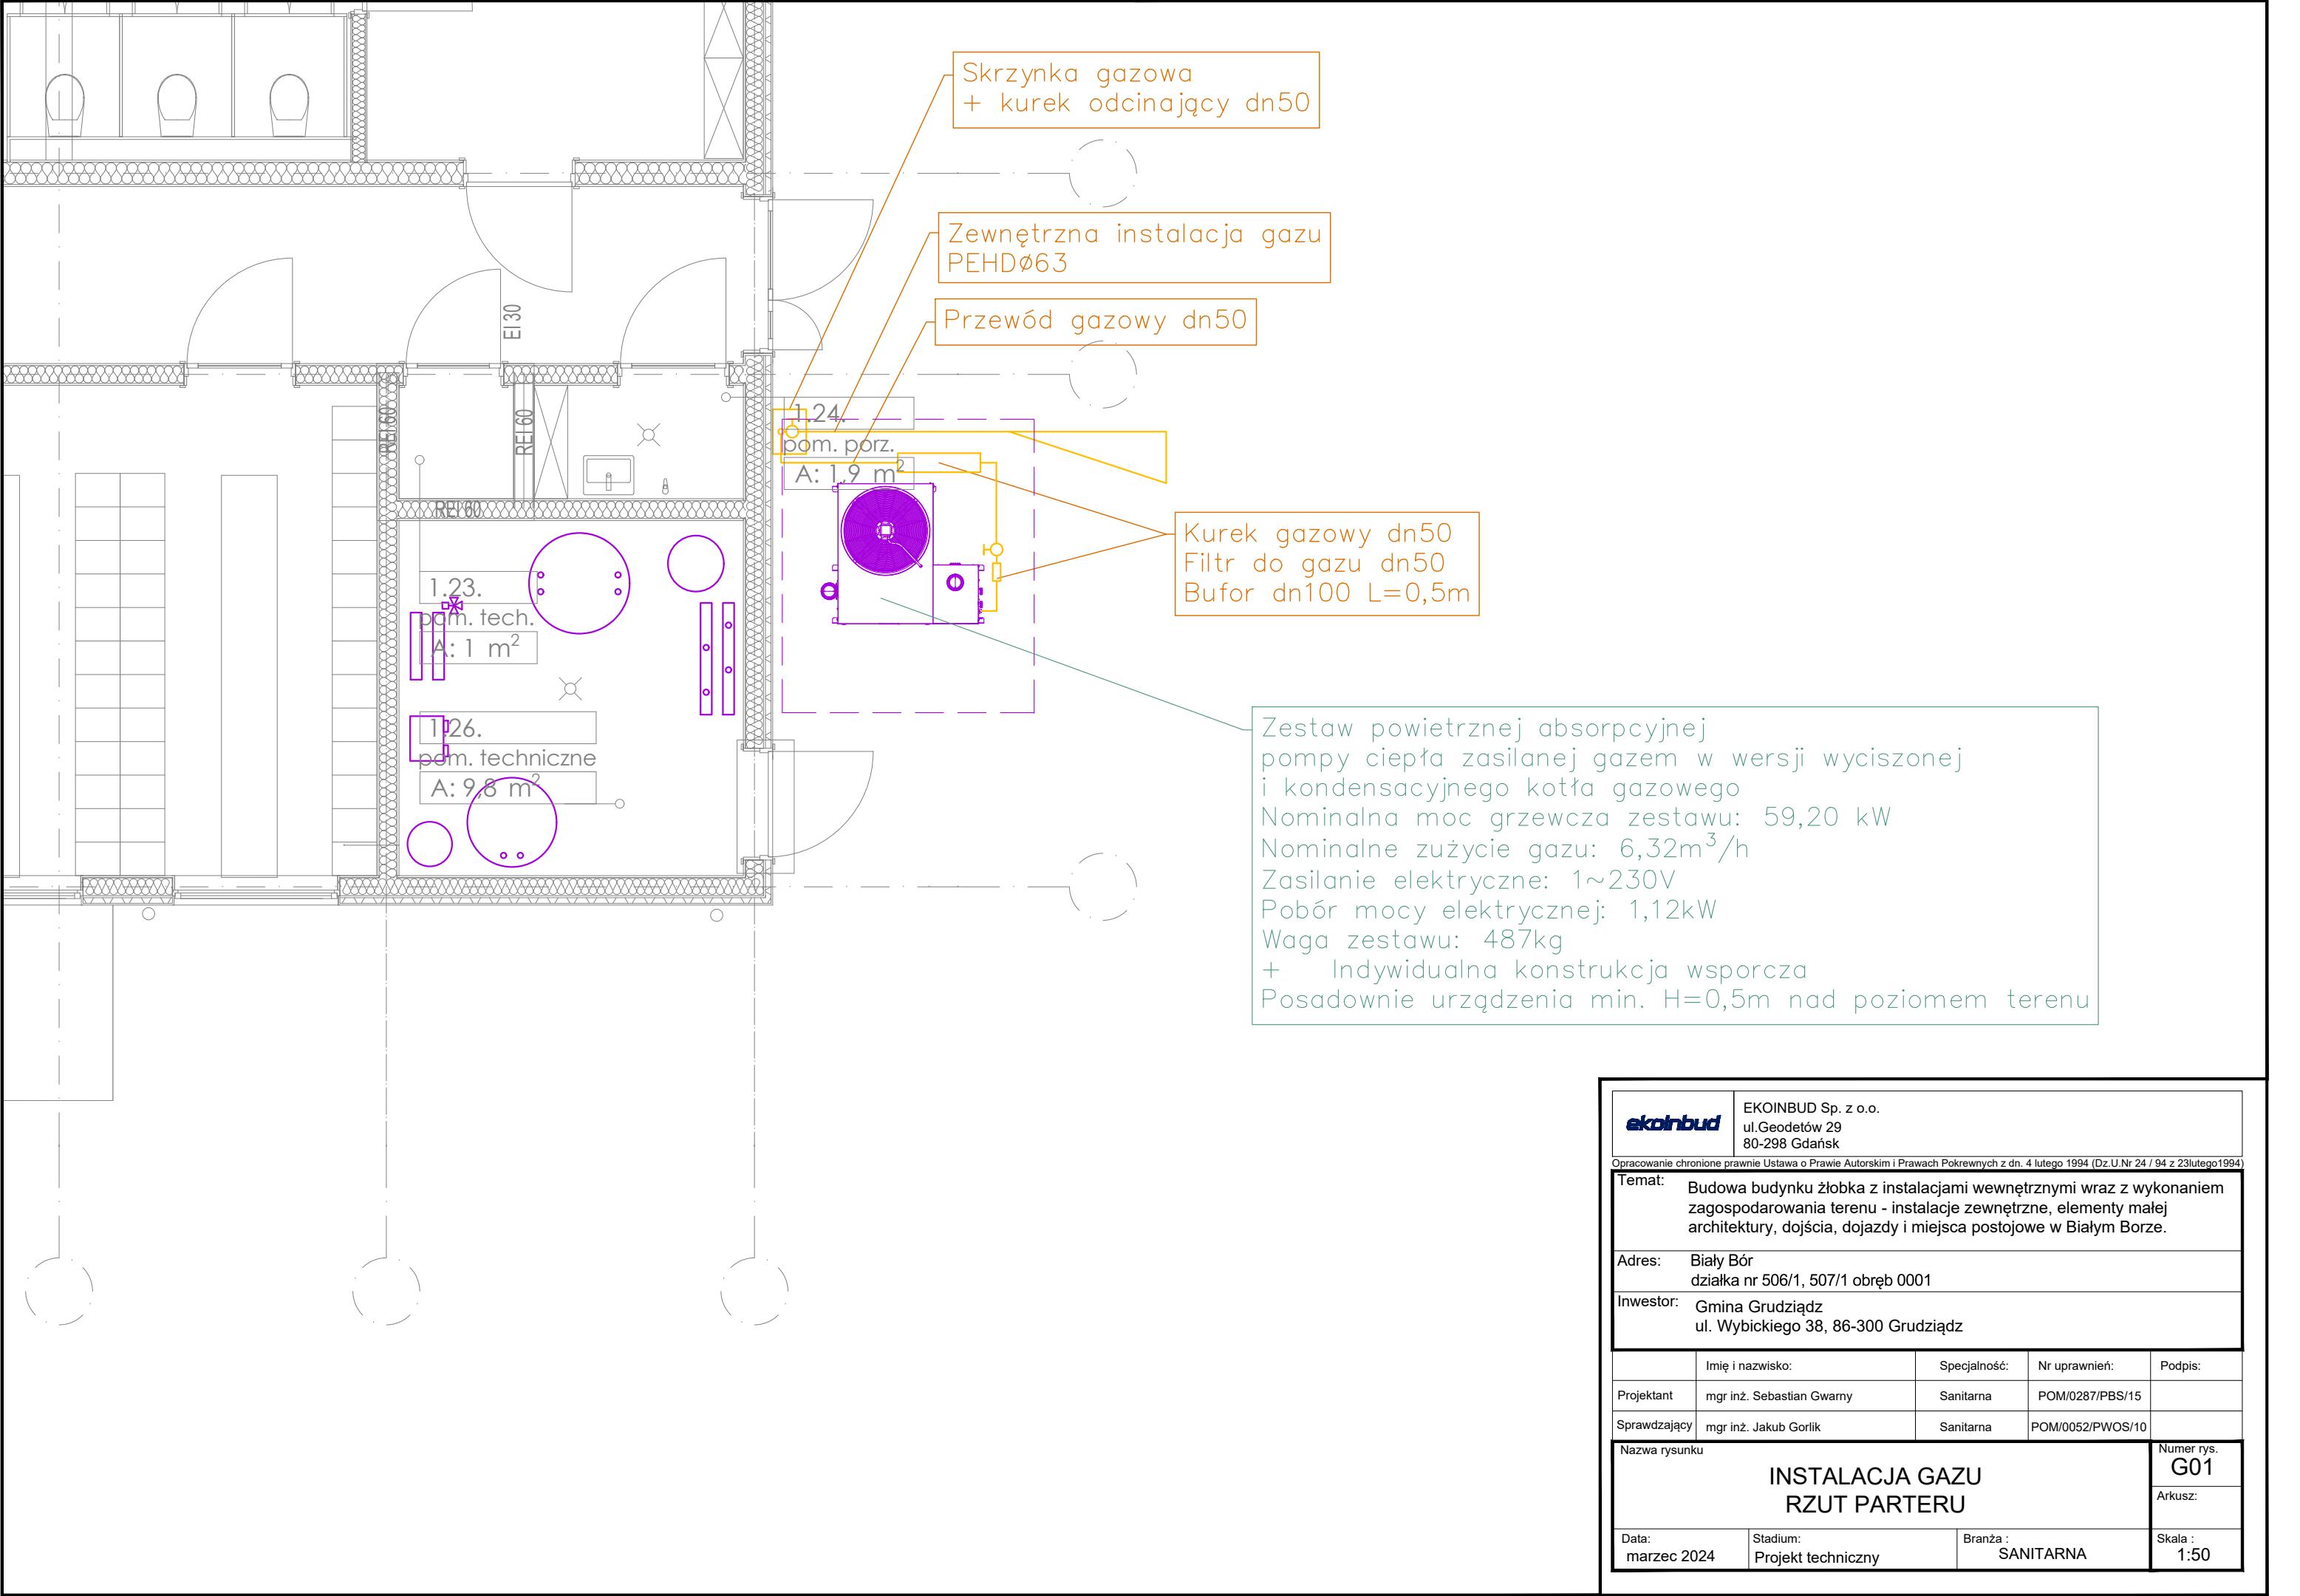 Skrzynka gazowa
+ kurek odcinający dn50
Zewnętrzna instalacja gazu
PEHDØ63
Przewód gazowy dn50
EI 30
REI 60
REI 60
REI 60
1.24.
pom. porz.
A: 1,9 m²
Kurek gazowy dn50
Filtr do gazu dn50
Bufor dn100 L=0,5m
1.23.
pom. tech.
A: 1 m²
1.26.
pom. techniczne
A: 9,8 m²
Zestaw powietrznej absorpcyjnej
pompy ciepła zasilanej gazem w wersji wyciszonej
i kondensacyjnego kotła gazowego
Nominalna moc grzewcza zestawu: 59,20 kW
Nominalne zużycie gazu: 6,32m³/h
Zasilanie elektryczne: 1~230V
Pobór mocy elektrycznej: 1,12kW
Waga zestawu: 487kg
+ Indywidualna konstrukcja wsporcza
Posadownie urządzenia min. H=0,5m nad poziomem terenu
ekoinbud
EKOINBUD Sp. z o.o.
ul.Geodetów 29
80-298 Gdańsk
Opracowanie chronione prawnie Ustawa o Prawie Autorskim i Prawach Pokrewnych z dn. 4 lutego 1994 (Dz.U.Nr 24 / 94 z 23lutego1994)
Temat:
Budowa budynku żłobka z instalacjami wewnętrznymi wraz z wykonaniem
zagospodarowania terenu - instalacje zewnętrzne, elementy małej
architektury, dojścia, dojazdy i miejsca postojowe w Białym Borze.
Adres: Biały Bór
działka nr 506/1, 507/1 obręb 0001
Inwestor: Gmina Grudziądz
ul. Wybickiego 38, 86-300 Grudziądz
Imię i nazwisko: Specjalność: Nr uprawnień: Podpis:
Projektant mgr inż. Sebastian Gwarny Sanitarna POM/0287/PBS/15
Sprawdzający mgr inż. Jakub Gorlik Sanitarna POM/0052/PWOS/10
Nazwa rysunku
INSTALACJA GAZU
RZUT PARTERU
Numer rys.
G01
Arkusz:
Data: marzec 2024
Stadium: Projekt techniczny
Branża : SANITARNA
Skala : 1:50